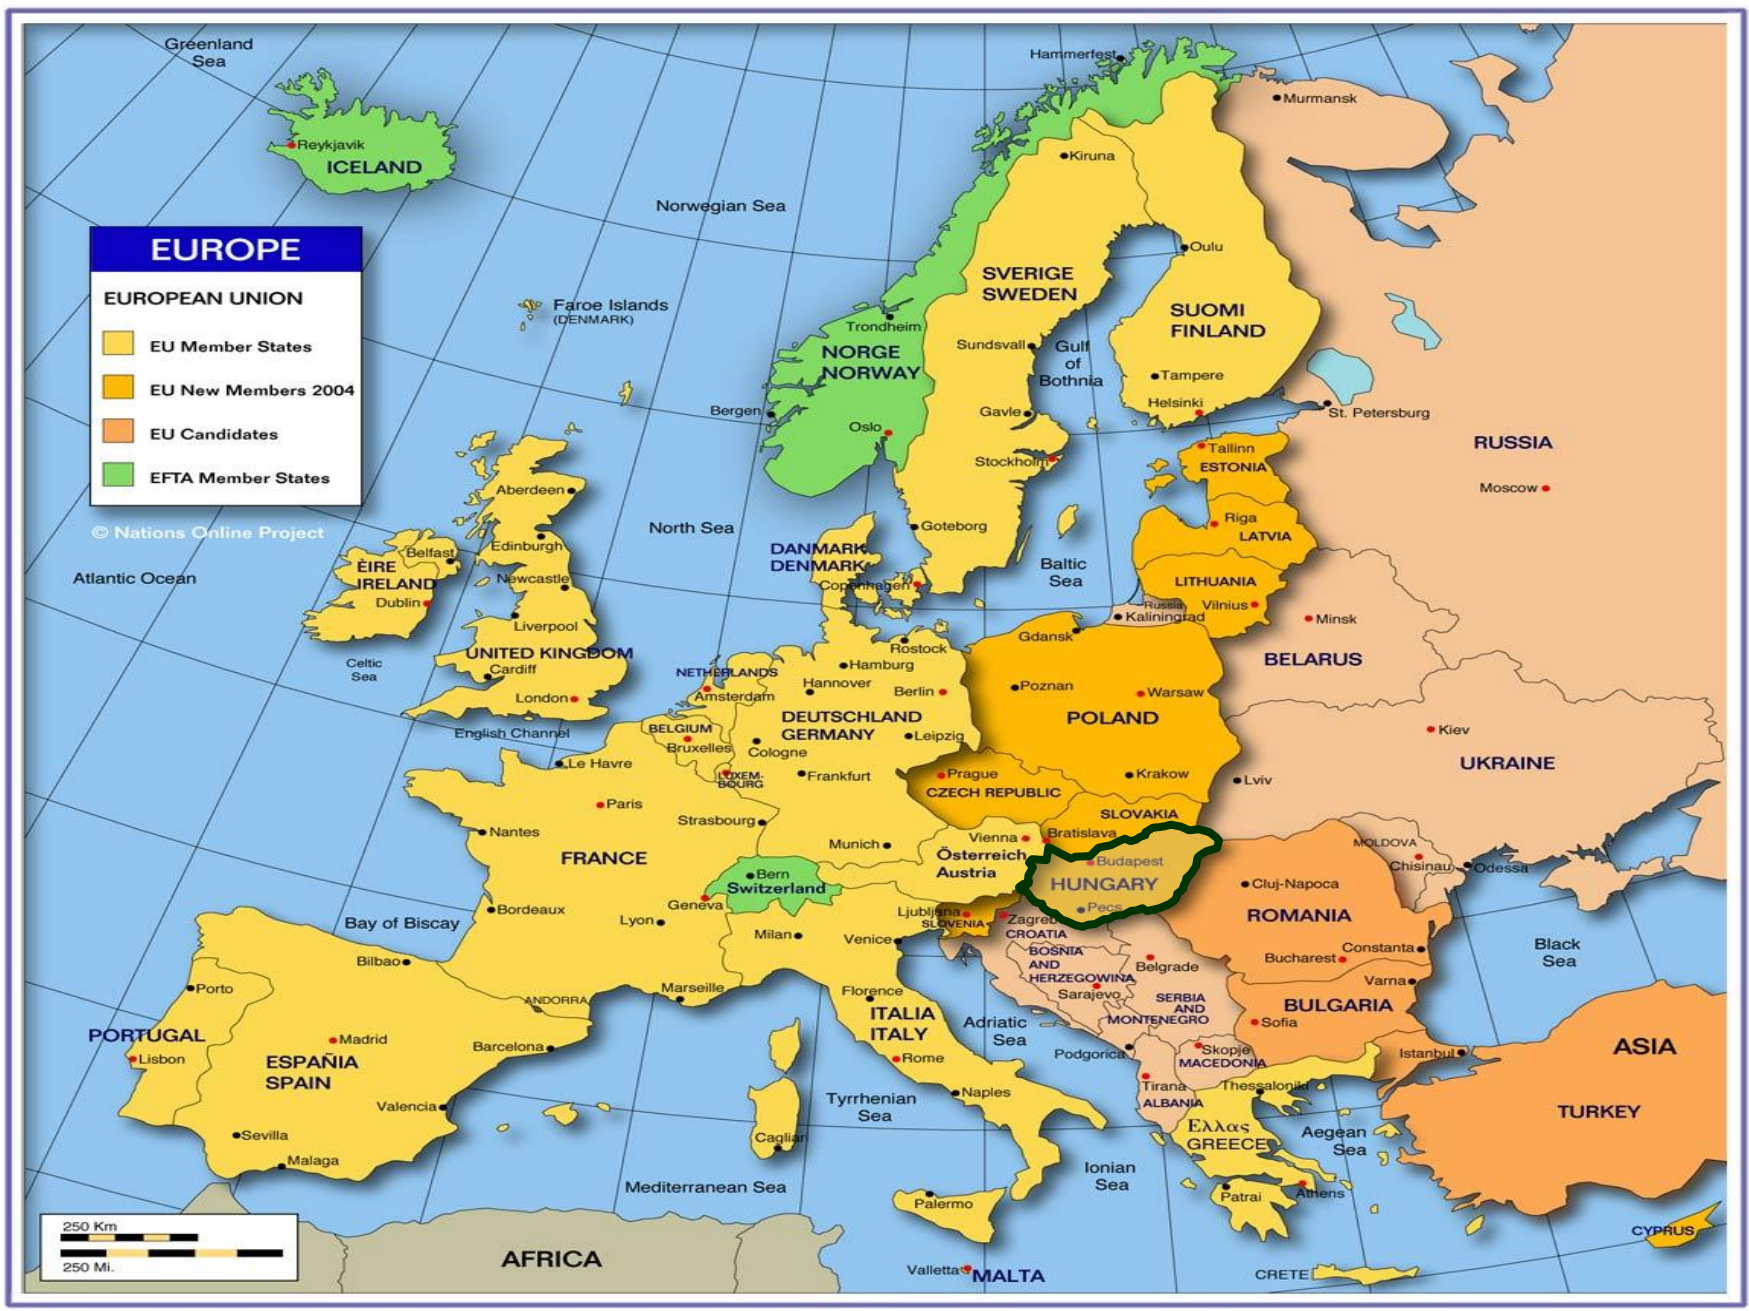 Greenland
Sea
Hammerfest
Murmansk
Reykjavik
ICELAND
Kiruna
Norwegian Sea
EUROPE
EUROPEAN UNION
EU Member States
EU New Members 2004
EU Candidates
EFTA Member States
© Nations Online Project
Faroe Islands
(DENMARK)
Oulu
SVERIGE
SWEDEN
SUOMI
FINLAND
Trondheim
NORGE
NORWAY
Sundsvall
Gulf
of
Bothnia
Tampere
Helsinki
Bergen
Oslo
Gavle
Stockholm
St. Petersburg
RUSSIA
Moscow
Tallinn
ESTONIA
Riga
LATVIA
LITHUANIA
Vilnius
Russia
Kaliningrad
Minsk
BELARUS
Aberdeen
Edinburgh
North Sea
Goteborg
DANMARK
DENMARK
Copenhagen
Baltic
Sea
Atlantic Ocean
Belfast
ÈIRE
IRELAND
Dublin
Newcastle
Liverpool
UNITED KINGDOM
Cardiff
London
Celtic
Sea
English Channel
NETHERLANDS
Amsterdam
Rostock
Hamburg
Hannover
Berlin
DEUTSCHLAND
GERMANY
Leipzig
Cologne
Frankfurt
Munich
BELGIUM
Bruxelles
LUXEM-
BOURG
Gdansk
Poznan
Warsaw
POLAND
Krakow
Kiev
UKRAINE
Lviv
Prague
CZECH REPUBLIC
SLOVAKIA
Bratislava
Vienna
Österreich
Austria
Budapest
HUNGARY
Pecs
MOLDOVA
Chisinau
Odessa
Le Havre
Paris
Strasbourg
Nantes
FRANCE
Bern
Switzerland
Geneva
Lyon
Bordeaux
Bay of Biscay
Bilbao
Marseille
ANDORRA
Milan
Venice
Ljubljana
SLOVENIA
Zagreb
CROATIA
BOSNIA
AND
HERZEGOWINA
Sarajevo
Belgrade
SERBIA
AND
MONTENEGRO
Podgorica
Cluj-Napoca
ROMANIA
Bucharest
Constanta
Varna
BULGARIA
Sofia
Black
Sea
Skopje
MACEDONIA
Tirana
ALBANIA
Istanbul
ASIA
TURKEY
Porto
PORTUGAL
Lisbon
Madrid
ESPAÑIA
SPAIN
Barcelona
Valencia
Sevilla
Malaga
Florence
ITALIA
ITALY
Rome
Naples
Adriatic
Sea
Tyrrhenian
Sea
Cagliari
Mediterranean Sea
Palermo
Ionian
Sea
Thessaloniki
Ελλας
GREECE
Aegean
Sea
Patrai
Athens
CRETE
CYPRUS
Valletta
MALTA
AFRICA
250 Km
250 Mi.